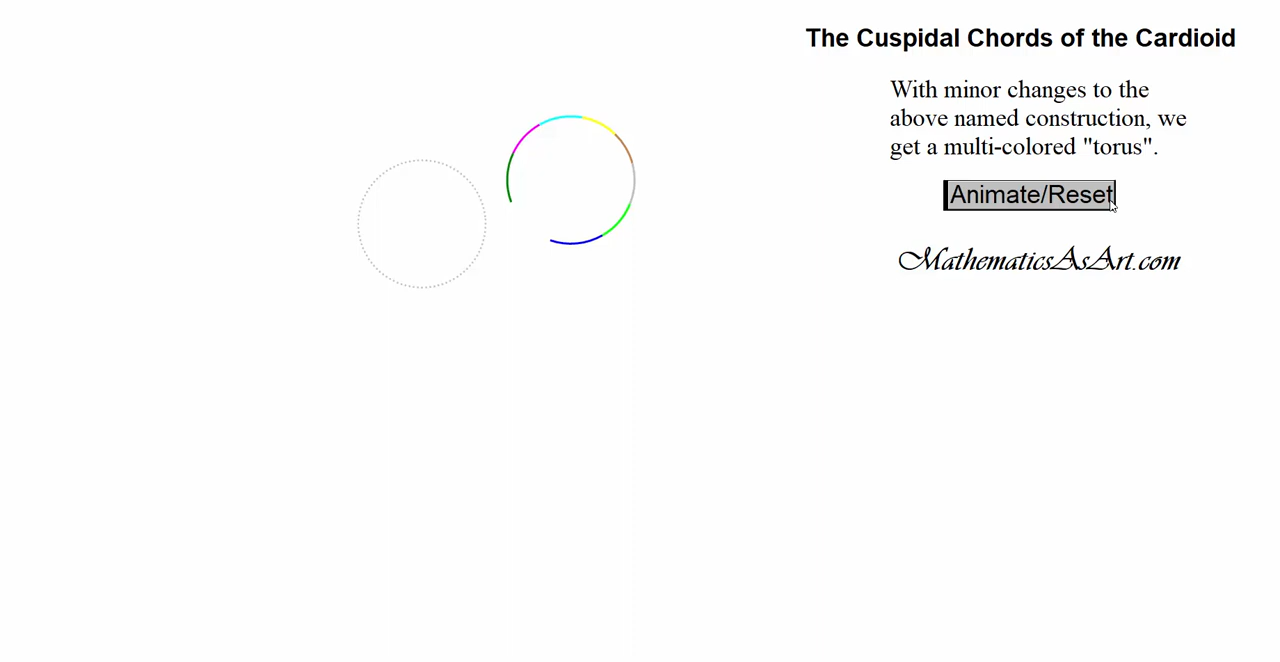 The Cuspidal Chords of the Cardioid
With minor changes to the
above named construction, we
get a multi-colored "torus".
Animate/Reset
MathematicsAsArt.com